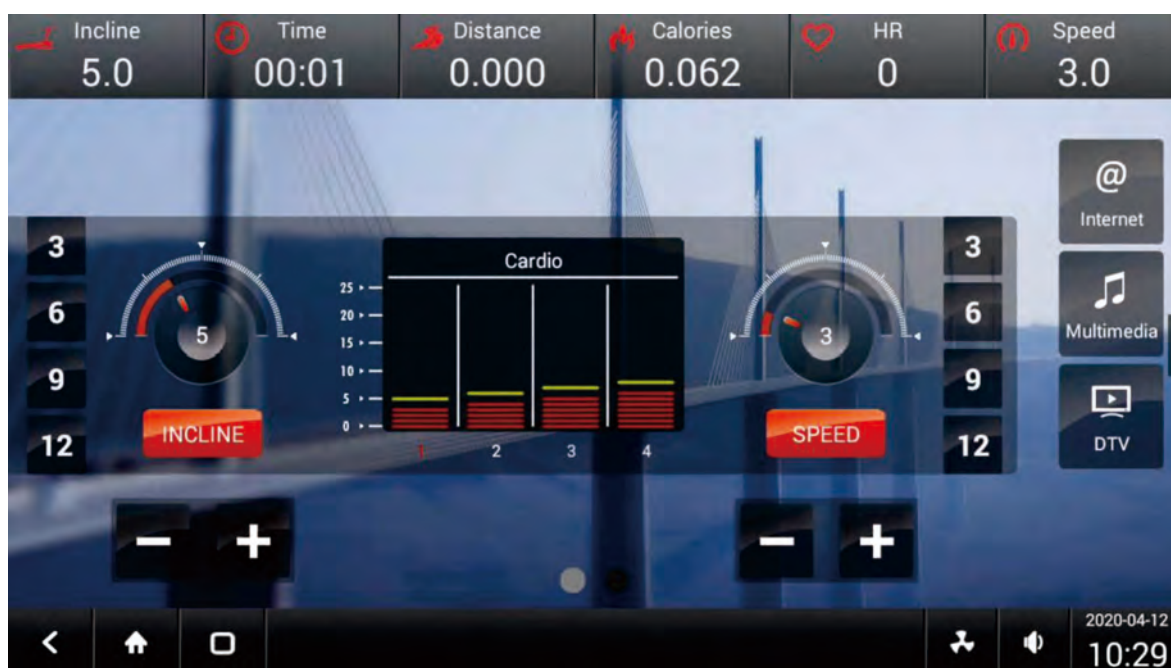 Incline
5.0
Time
00:01
Distance
0.000
Calories
0.062
HR
0
Speed
3.0
3
6
9
12
5
INCLINE
Cardio
25
20
15
10
5
0
1 2 3 4
3
SPEED
3
6
9
12
@
Internet
Multimedia
DTV
2020-04-12
10:29